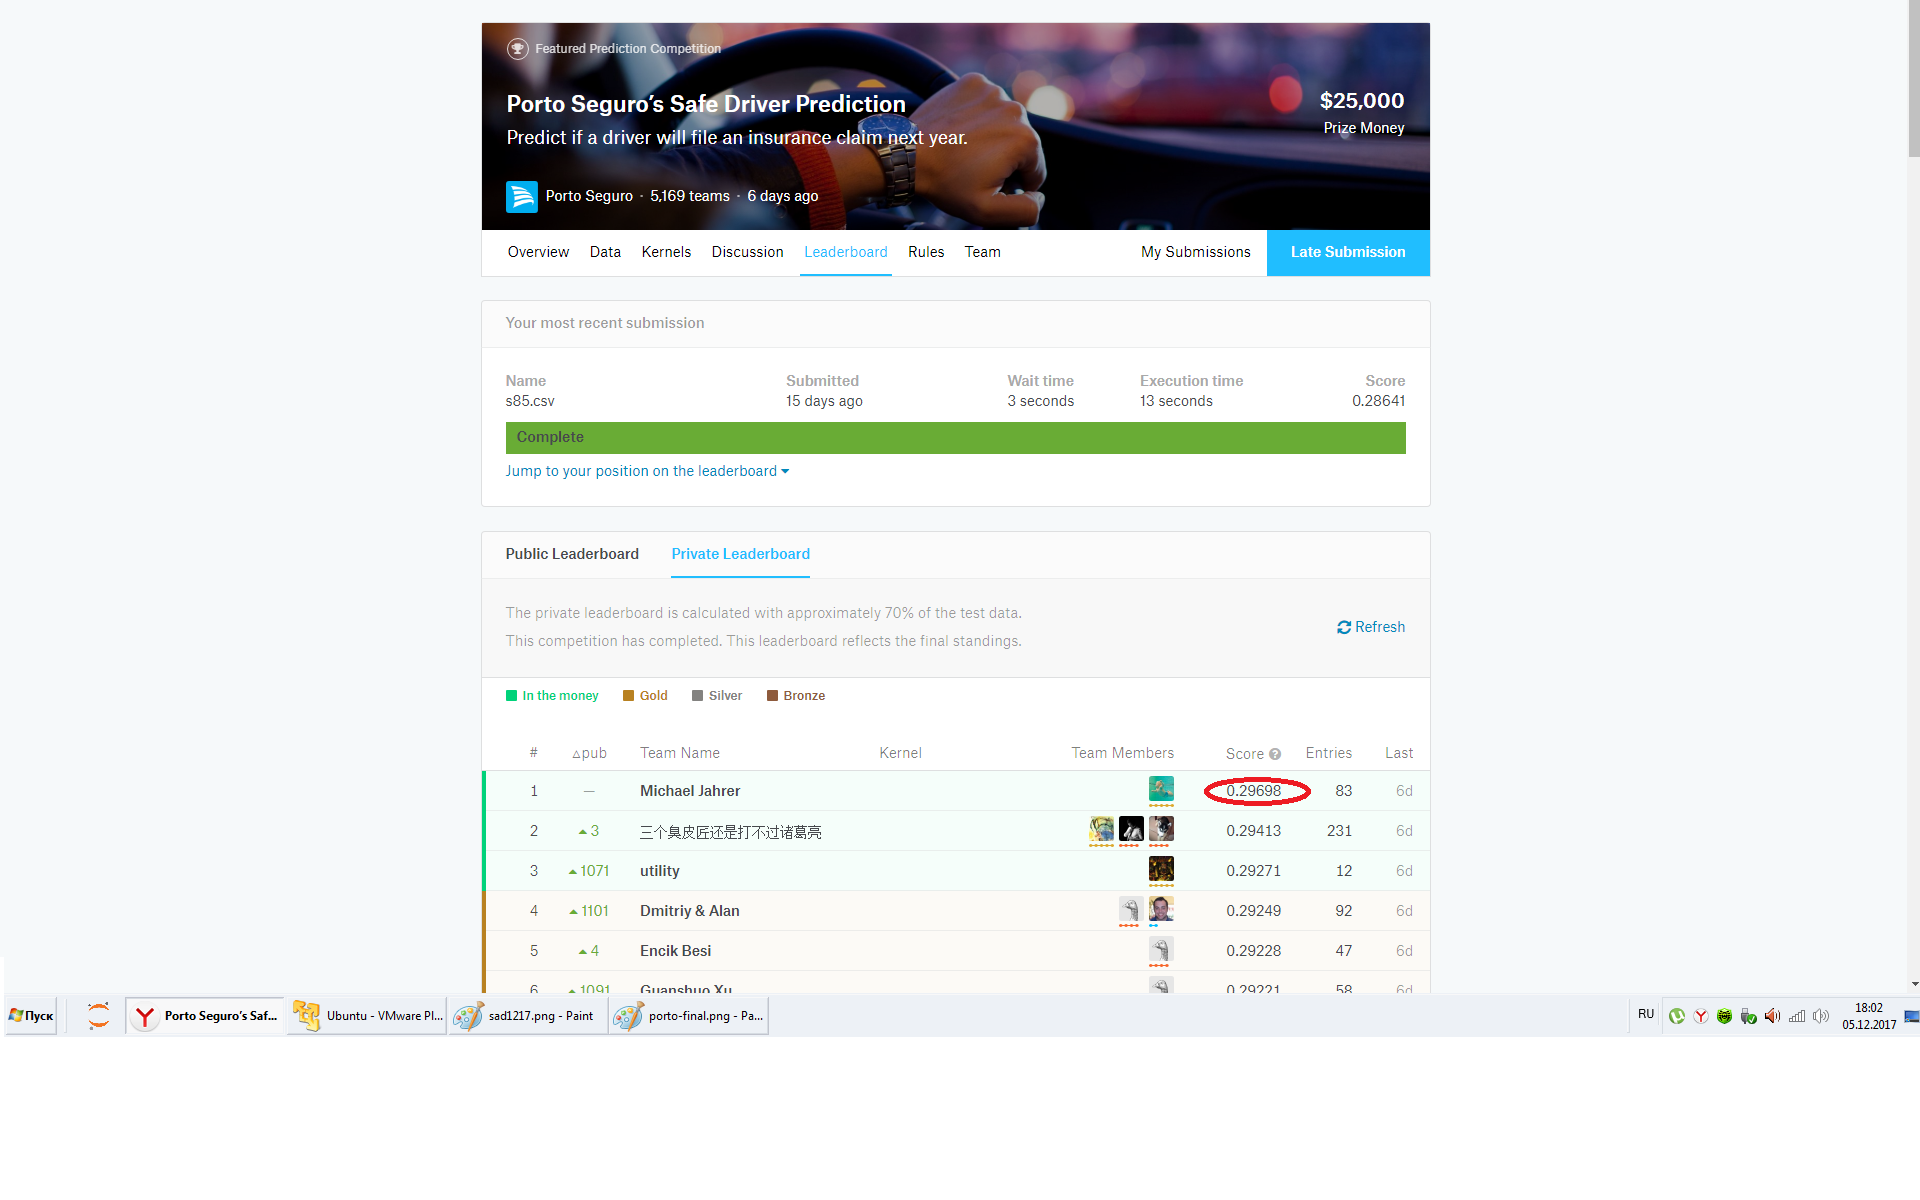 Featured Prediction Competition
Porto Seguro's Safe Driver Prediction
$25,000
Predict if a driver will file an insurance claim next year.
Prize Money
Porto Seguro · 5,169 teams · 6 days ago
Overview Data Kernels Discussion Leaderboard Rules Team My Submissions Late Submission
Your most recent submission
Name Submitted Wait time Execution time Score
s85.csv 15 days ago 3 seconds 13 seconds 0.28641
Complete
Jump to your position on the leaderboard
Public Leaderboard Private Leaderboard
The private leaderboard is calculated with approximately 70% of the test data.
This competition has completed. This leaderboard reflects the final standings.
Refresh
In the money Gold Silver Bronze
# △pub Team Name Kernel Team Members Score Entries Last
1 — Michael Jahrer 0.29698 83 6d
2 3 三个臭皮匠还是打不过诸葛亮 0.29413 231 6d
3 1071 utility 0.29271 12 6d
4 1101 Dmitriy & Alan 0.29249 92 6d
5 4 Encik Besi 0.29228 47 6d
6 1091 Guanshuo Xu 0.29221 58 6d
Пуск Porto Seguro's Saf... Ubuntu - VMware Pl... sad1217.png - Paint porto-final.png - Pa... RU 18:02
05.12.2017